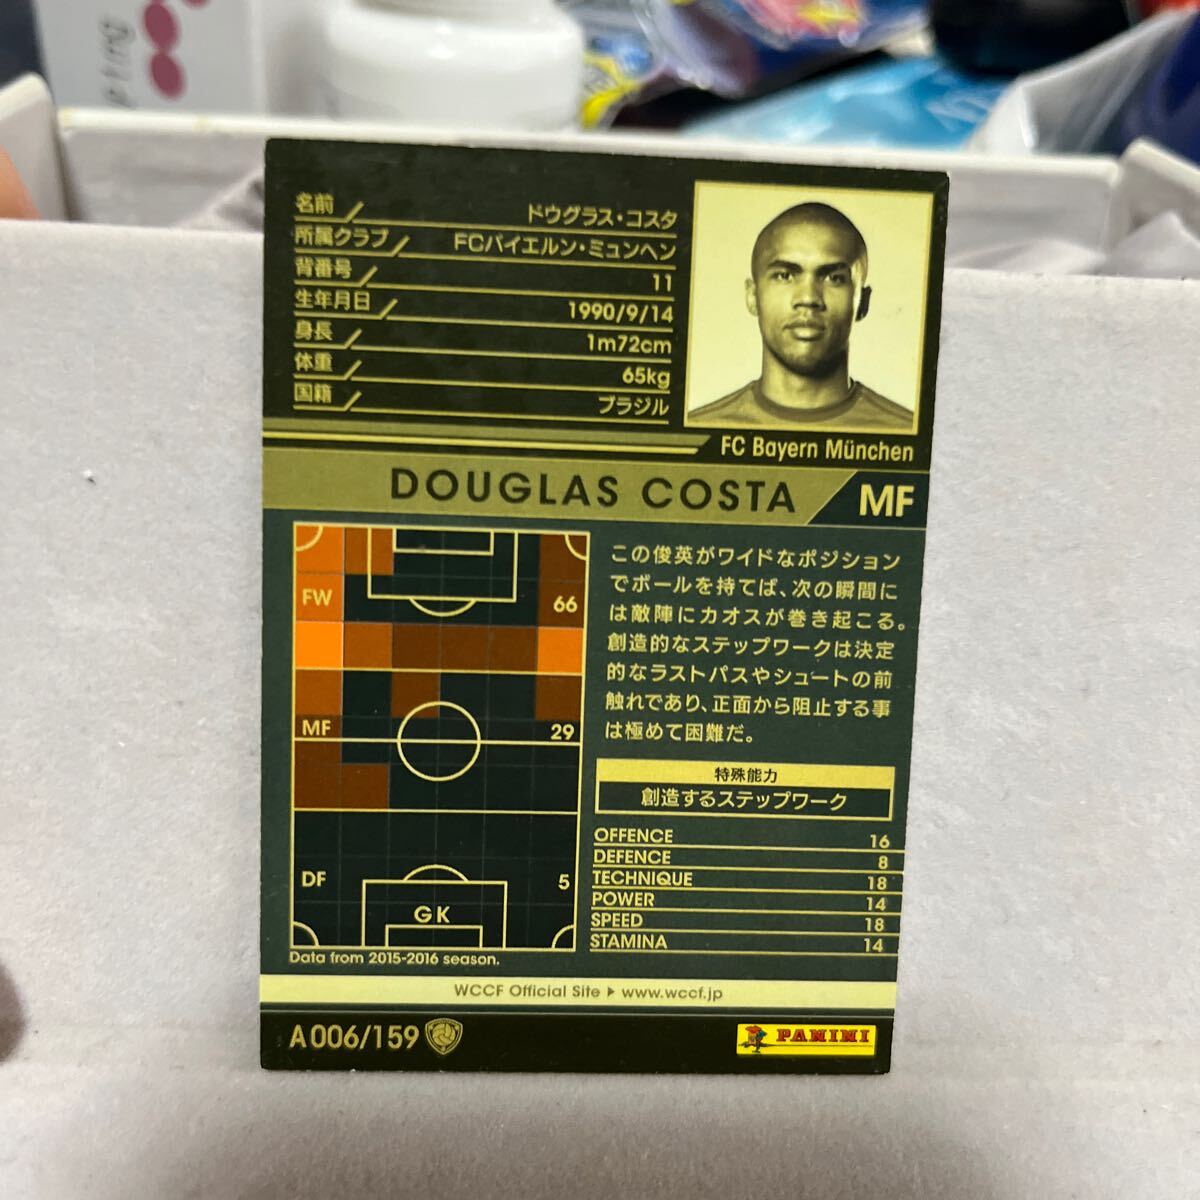 名前 ドウグラス・コスタ
所属クラブ FCバイエルン・ミュンヘン
背番号 11
生年月日 1990/9/14
身長 1m72cm
体重 65kg
国籍 ブラジル
FC Bayern München
DOUGLAS COSTA MF
FW 66
MF 29
DF 5
GK
Data from 2015-2016 season.
この俊英がワイドなポジション
でボールを持てば、次の瞬間に
は敵陣にカオスが巻き起こる。
創造的なステップワークは決定
的なラストパスやシュートの前
触れであり、正面から阻止する事
は極めて困難だ。
特殊能力
創造するステップワーク
OFFENCE 16
DEFENCE 8
TECHNIQUE 18
POWER 14
SPEED 18
STAMINA 14
WCCF Official Site ▶ www.wccf.jp
A006/159
PANINI